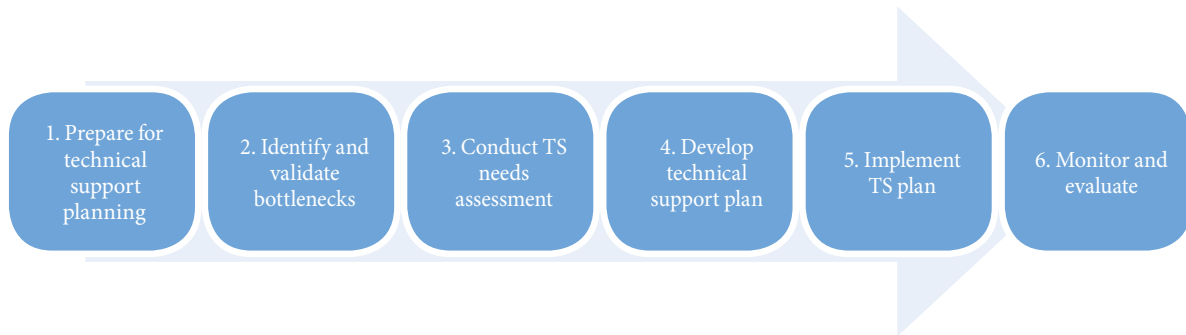 1. Prepare for
technical
support
planning
2. Identify and
validate
bottlenecks
3. Conduct TS
needs
assessment
4. Develop
technical
support plan
5. Implement
TS plan
6. Monitor and
evaluate